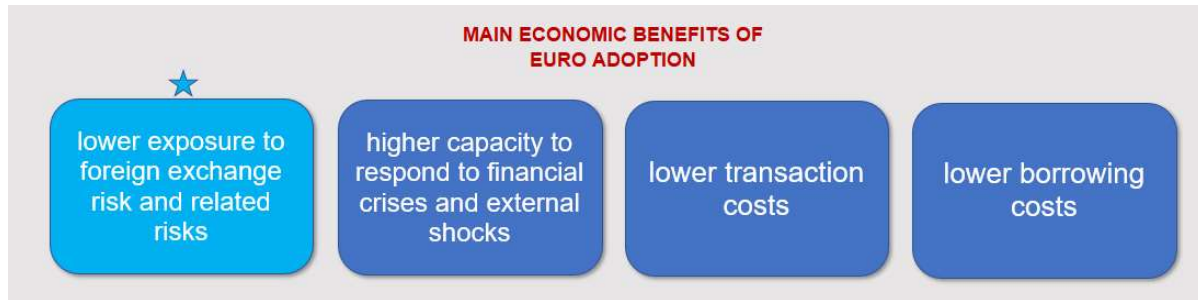 MAIN ECONOMIC BENEFITS OF
EURO ADOPTION
lower exposure to
foreign exchange
risk and related
risks
higher capacity to
respond to financial
crises and external
shocks
lower transaction
costs
lower borrowing
costs